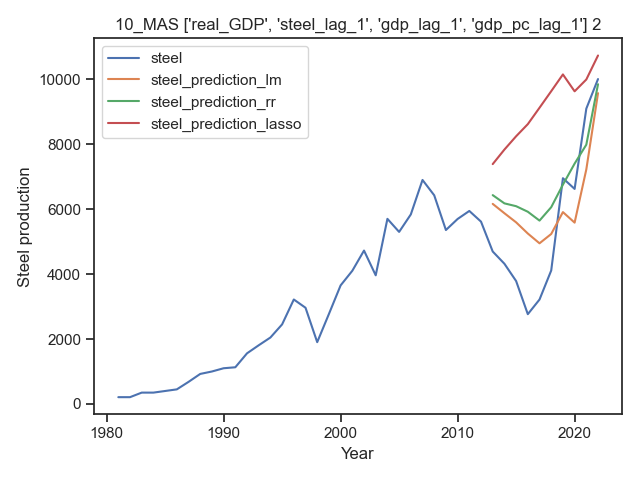 10_MAS ['real_GDP', 'steel_lag_1', 'gdp_lag_1', 'gdp_pc_lag_1'] 2
steel
steel_prediction_lm
steel_prediction_rr
steel_prediction_lasso
Steel production
10000
8000
6000
4000
2000
0
1980
1990
2000
2010
2020
Year